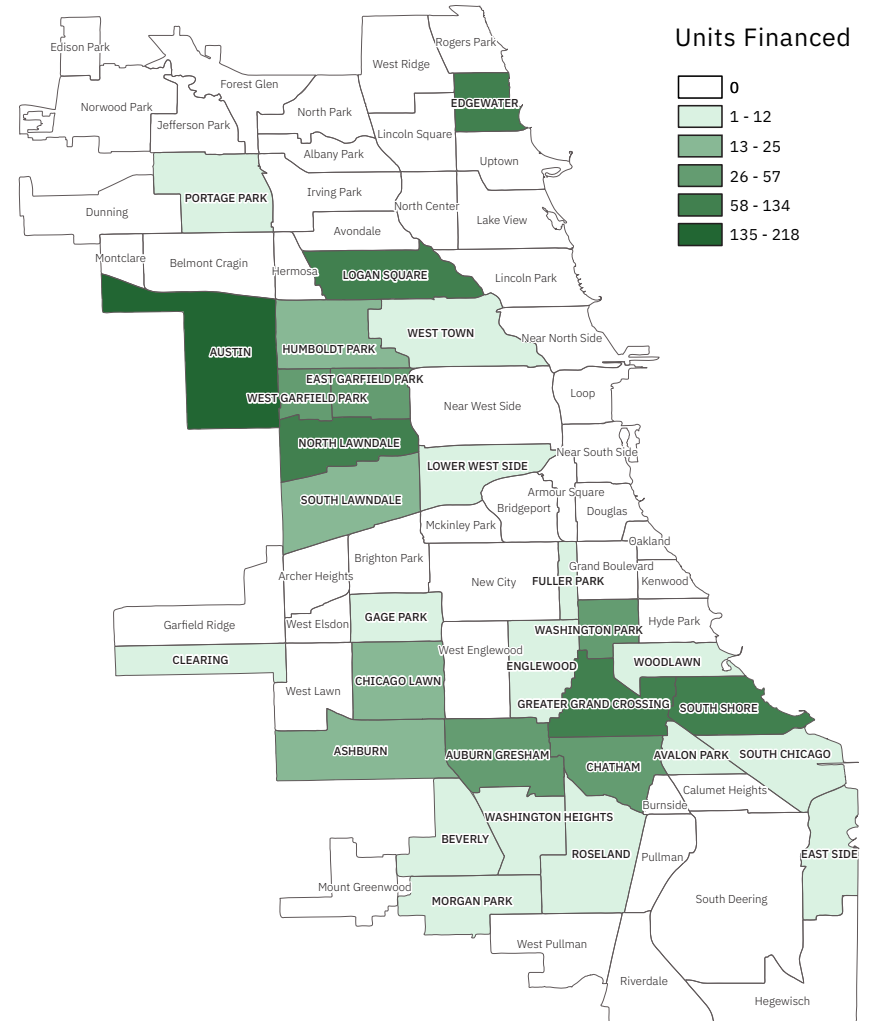 Units Financed
0
1 - 12
13 - 25
26 - 57
58 - 134
135 - 218
Rogers Park
Edison Park
West Ridge
Forest Glen
EDGEWATER
Norwood Park
North Park
Jefferson Park
Lincoln Square
Albany Park
Uptown
Irving Park
PORTAGE PARK
North Center
Dunning
Lake View
Avondale
Montclare
Belmont Cragin
Hermosa
LOGAN SQUARE
Lincoln Park
WEST TOWN
Near North Side
HUMBOLDT PARK
AUSTIN
EAST GARFIELD PARK
WEST GARFIELD PARK
Loop
Near West Side
NORTH LAWNDALE
Near South Side
LOWER WEST SIDE
Armour Square
SOUTH LAWNDALE
Bridgeport
Douglas
Mckinley Park
Oakland
Brighton Park
Grand Boulevard
Archer Heights
New City
FULLER PARK
Kenwood
GAGE PARK
Garfield Ridge
West Elsdon
Hyde Park
WASHINGTON PARK
West Englewood
CLEARING
ENGLEWOOD
WOODLAWN
CHICAGO LAWN
West Lawn
GREATER GRAND CROSSING
SOUTH SHORE
ASHBURN
AUBURN GRESHAM
AVALON PARK
SOUTH CHICAGO
CHATHAM
Calumet Heights
Burnside
WASHINGTON HEIGHTS
BEVERLY
ROSELAND
EAST SIDE
Pullman
Mount Greenwood
MORGAN PARK
South Deering
West Pullman
Riverdale
Hegewisch